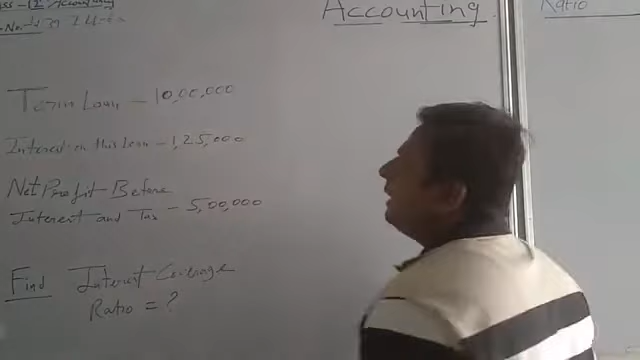 Accounting
Ratio
Term Loan - 10,00,000
Interest on this Loan - 1,25,000
Net Profit Before
Interest and Tax - 5,00,000
Find Interest Coverage
Ratio = ?